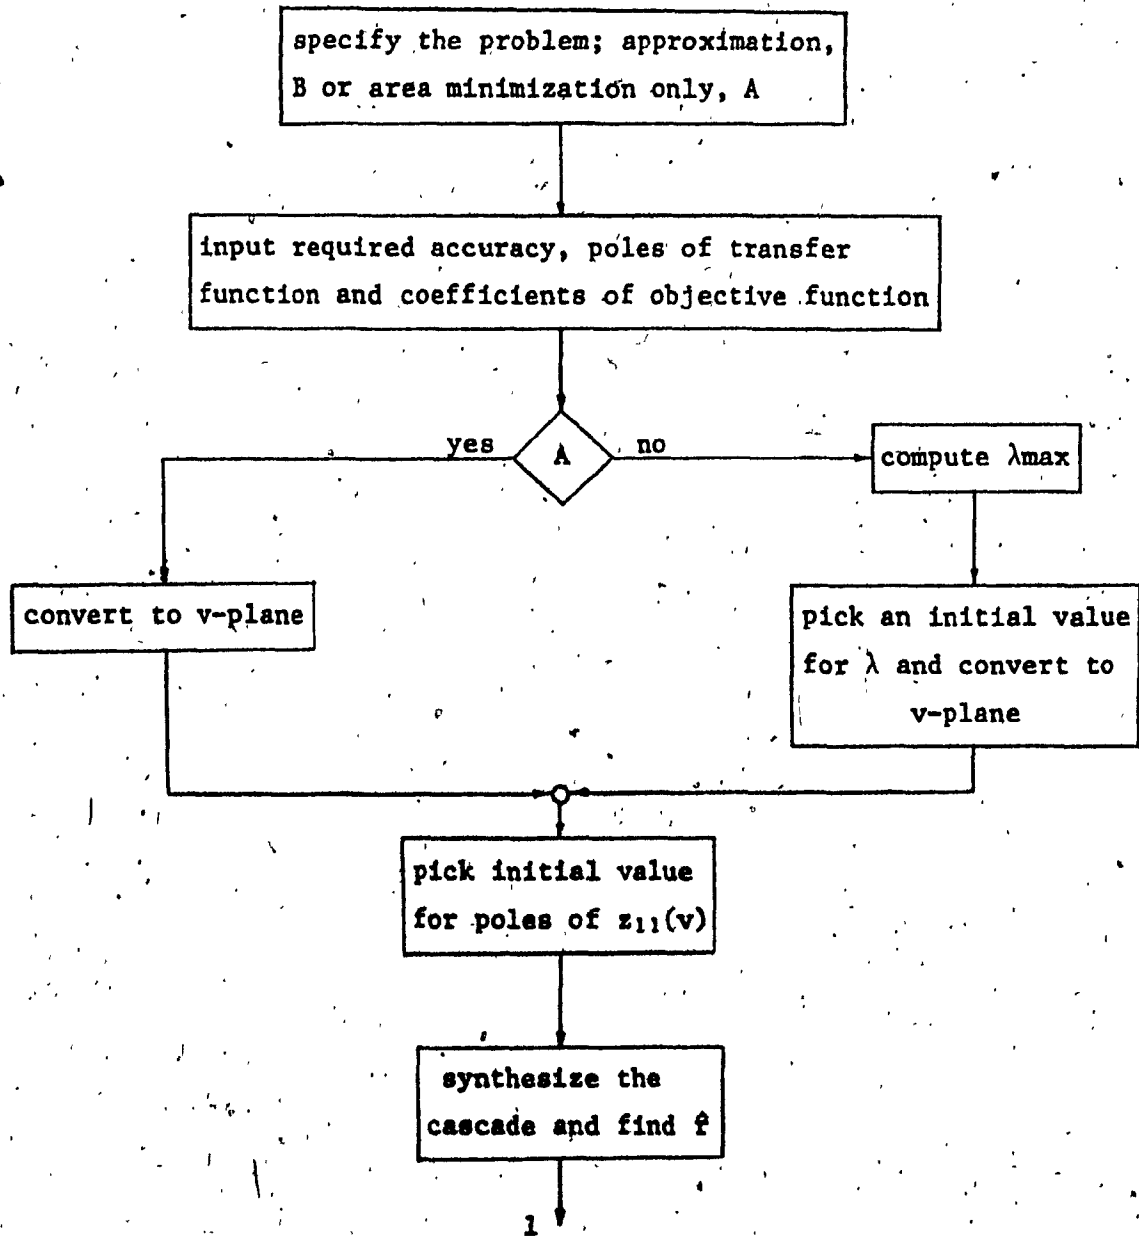 specify the problem; approximation,
B or area minimization only, A
input required accuracy, poles of transfer
function and coefficients of objective function
yes
A
no
compute λmax
convert to v-plane
pick an initial value
for λ and convert to
v-plane
pick initial value
for poles of z₁₁(v)
synthesize the
cascade and find f̂
1